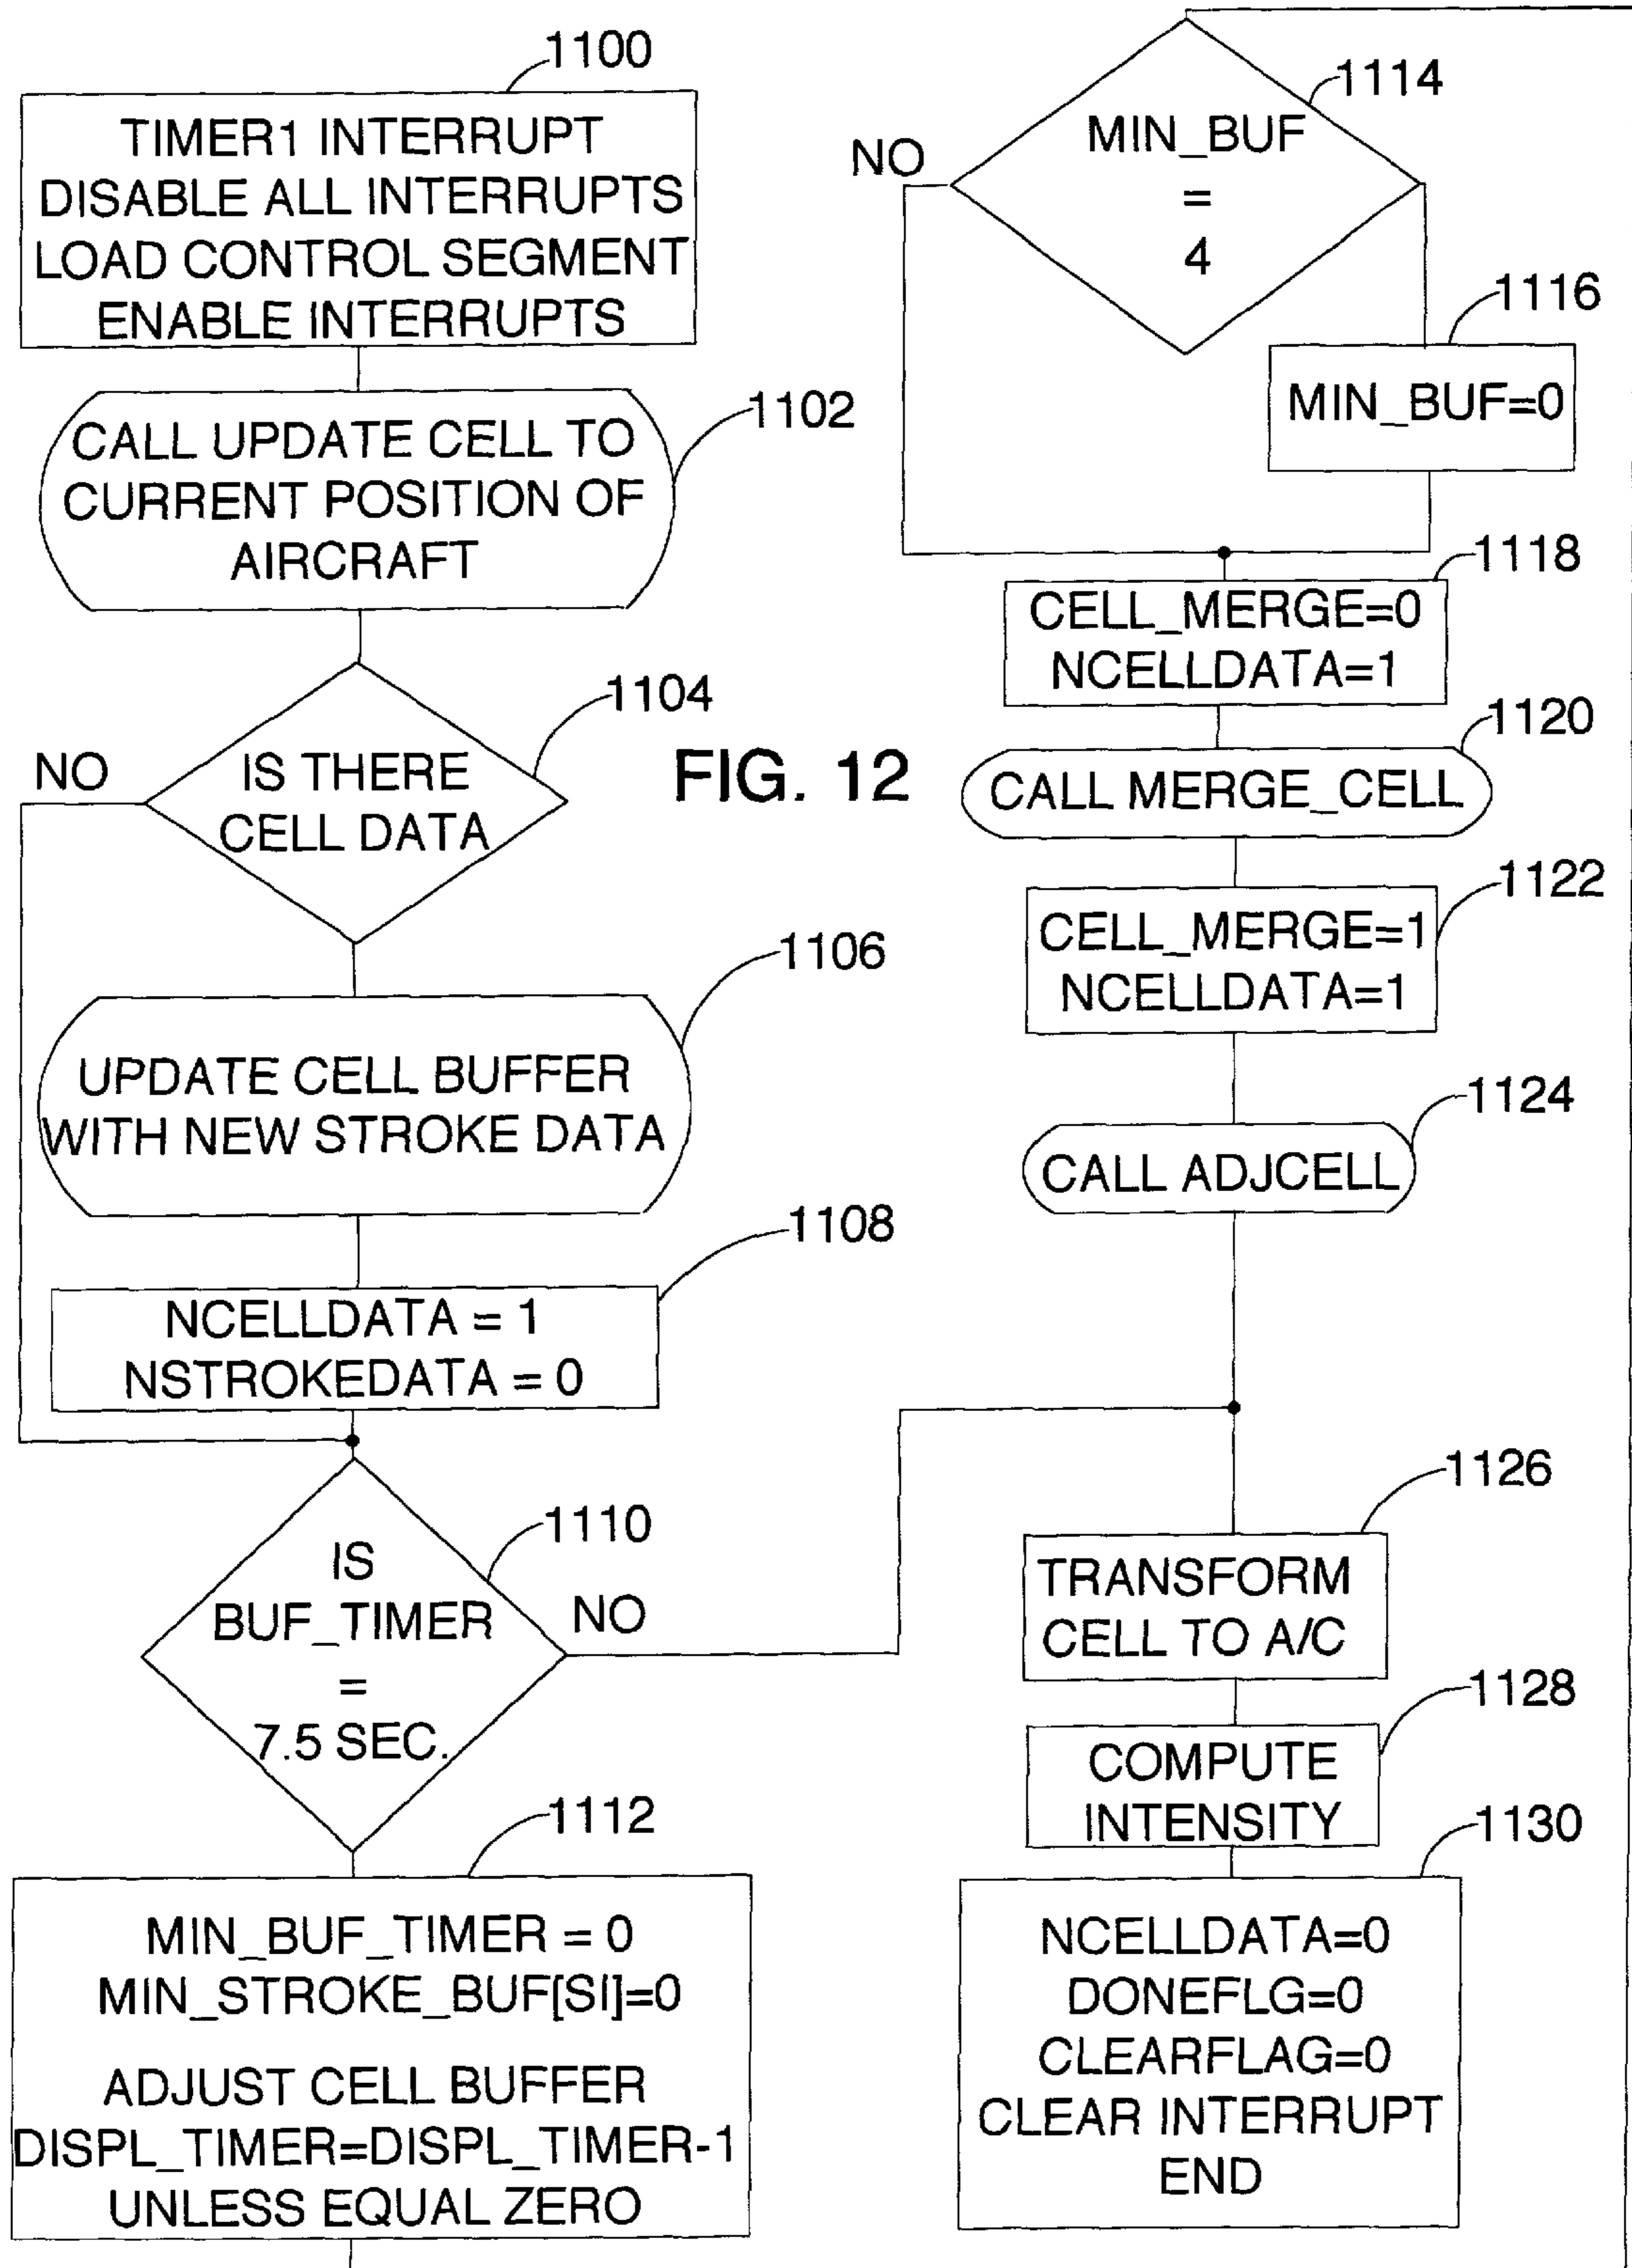 1100
TIMER1 INTERRUPT
DISABLE ALL INTERRUPTS
LOAD CONTROL SEGMENT
ENABLE INTERRUPTS
1102
CALL UPDATE CELL TO
CURRENT POSITION OF
AIRCRAFT
1104
NO
IS THERE
CELL DATA
1106
UPDATE CELL BUFFER
WITH NEW STROKE DATA
1108
NCELLDATA = 1
NSTROKEDATA = 0
1110
IS
BUF_TIMER
=
7.5 SEC.
NO
1112
MIN_BUF_TIMER = 0
MIN_STROKE_BUF[SI]=0
ADJUST CELL BUFFER
DISPL_TIMER=DISPL_TIMER-1
UNLESS EQUAL ZERO
FIG. 12
1114
NO
MIN_BUF
=
4
1116
MIN_BUF=0
1118
CELL_MERGE=0
NCELLDATA=1
1120
CALL MERGE_CELL
1122
CELL_MERGE=1
NCELLDATA=1
1124
CALL ADJCELL
1126
TRANSFORM
CELL TO A/C
1128
COMPUTE
INTENSITY
1130
NCELLDATA=0
DONEFLG=0
CLEARFLAG=0
CLEAR INTERRUPT
END